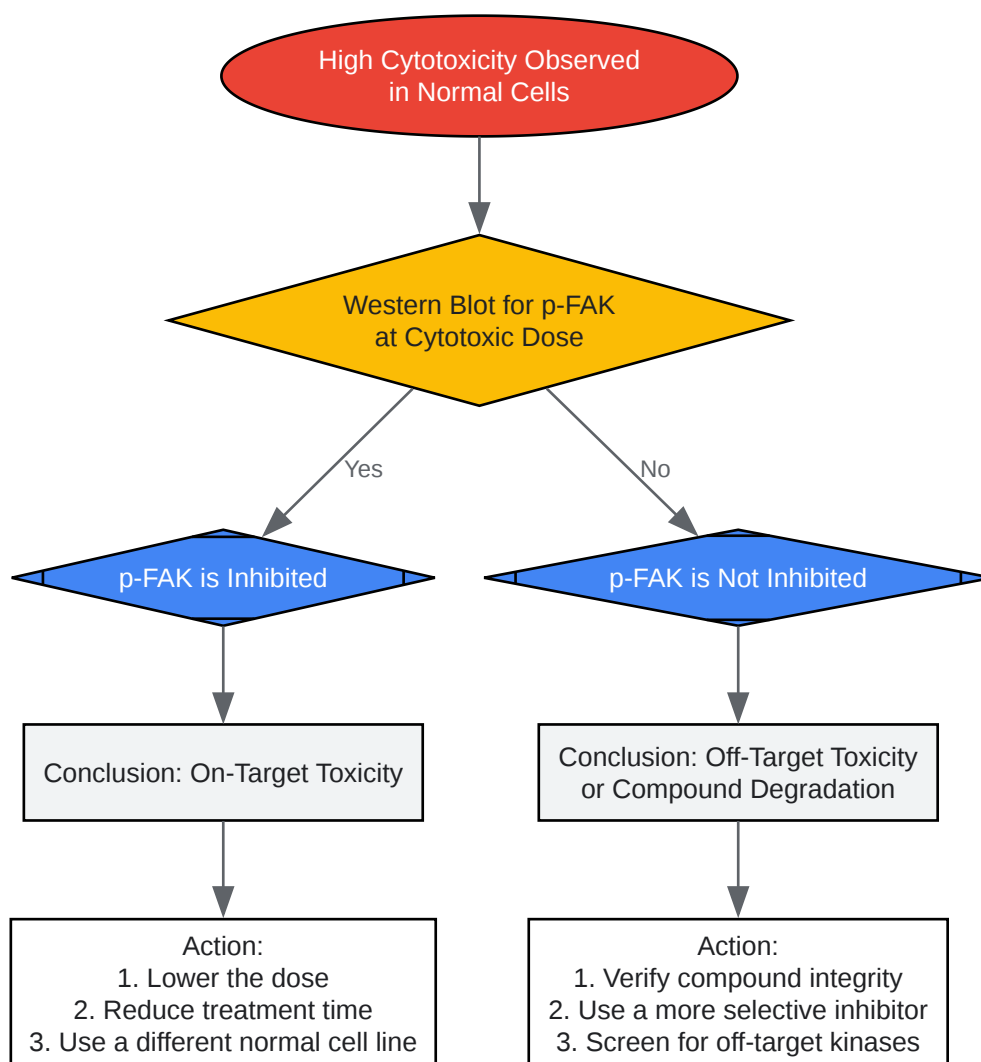 High Cytotoxicity Observed
in Normal Cells
Western Blot for p-FAK
at Cytotoxic Dose
Yes
No
p-FAK is Inhibited
p-FAK is Not Inhibited
Conclusion: On-Target Toxicity
Conclusion: Off-Target Toxicity
or Compound Degradation
Action:
1. Lower the dose
2. Reduce treatment time
3. Use a different normal cell line
Action:
1. Verify compound integrity
2. Use a more selective inhibitor
3. Screen for off-target kinases